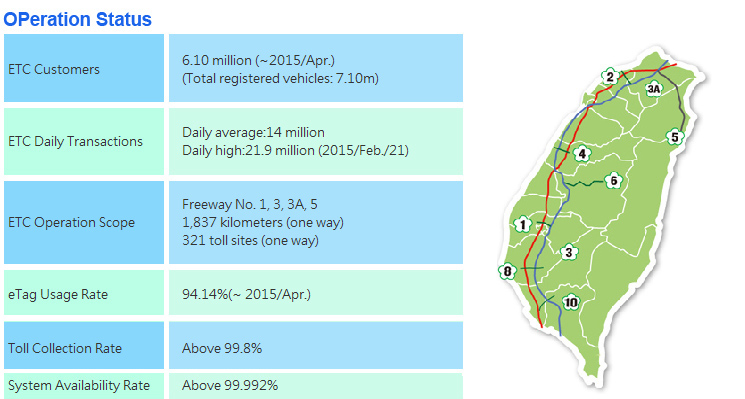 OPeration Status
ETC Customers
6.10 million (~2015/Apr.)
(Total registered vehicles: 7.10m)
ETC Daily Transactions
Daily average:14 million
Daily high:21.9 million (2015/Feb./21)
ETC Operation Scope
Freeway No. 1, 3, 3A, 5
1,837 kilometers (one way)
321 toll sites (one way)
eTag Usage Rate
94.14%(~ 2015/Apr.)
Toll Collection Rate
Above 99.8%
System Availability Rate
Above 99.992%
2
3A
5
4
6
1
3
8
10